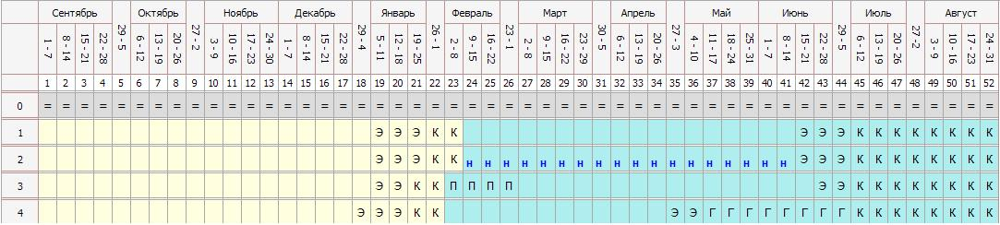 Сентябрь 29 - 5 Октябрь 27 - 2 Ноябрь Декабрь 29 - 4 Январь 26 - 1 Февраль 23 - 1 Март 30 - 5 Апрель 27 - 3 Май Июнь 29 - 5 Июль 27 - 2 Август
1 - 7 8 - 14 15 - 21 22 - 28 6 - 12 13 - 19 20 - 26 3 - 9 10 - 16 17 - 23 24 - 30 1 - 7 8 - 14 15 - 21 22 - 28 5 - 11 12 - 18 19 - 25 2 - 8 9 - 15 16 - 22 2 - 8 9 - 15 16 - 22 23 - 29 6 - 12 13 - 19 20 - 26 4 - 10 11 - 17 18 - 24 25 - 31 1 - 7 8 - 14 15 - 21 22 - 28 6 - 12 13 - 19 20 - 26 3 - 9 10 - 16 17 - 23 24 - 31
1 2 3 4 5 6 7 8 9 10 11 12 13 14 15 16 17 18 19 20 21 22 23 24 25 26 27 28 29 30 31 32 33 34 35 36 37 38 39 40 41 42 43 44 45 46 47 48 49 50 51 52
0 = = = = = = = = = = = = = = = = = = = = = = = = = = = = = = = = = = = = = = = = = = = = = = = = = = = =
1 Э Э Э К К Э Э Э К К К К К К К К
2 Э Э Э К К н н н н н н н н н н н н н н н н н н Э Э Э К К К К К К К К
3 Э Э К К П П П П Э Э К К К К К К К К
4 Э Э Э К К Э Э Г Г Г Г Г Г Г Г К К К К К К К К